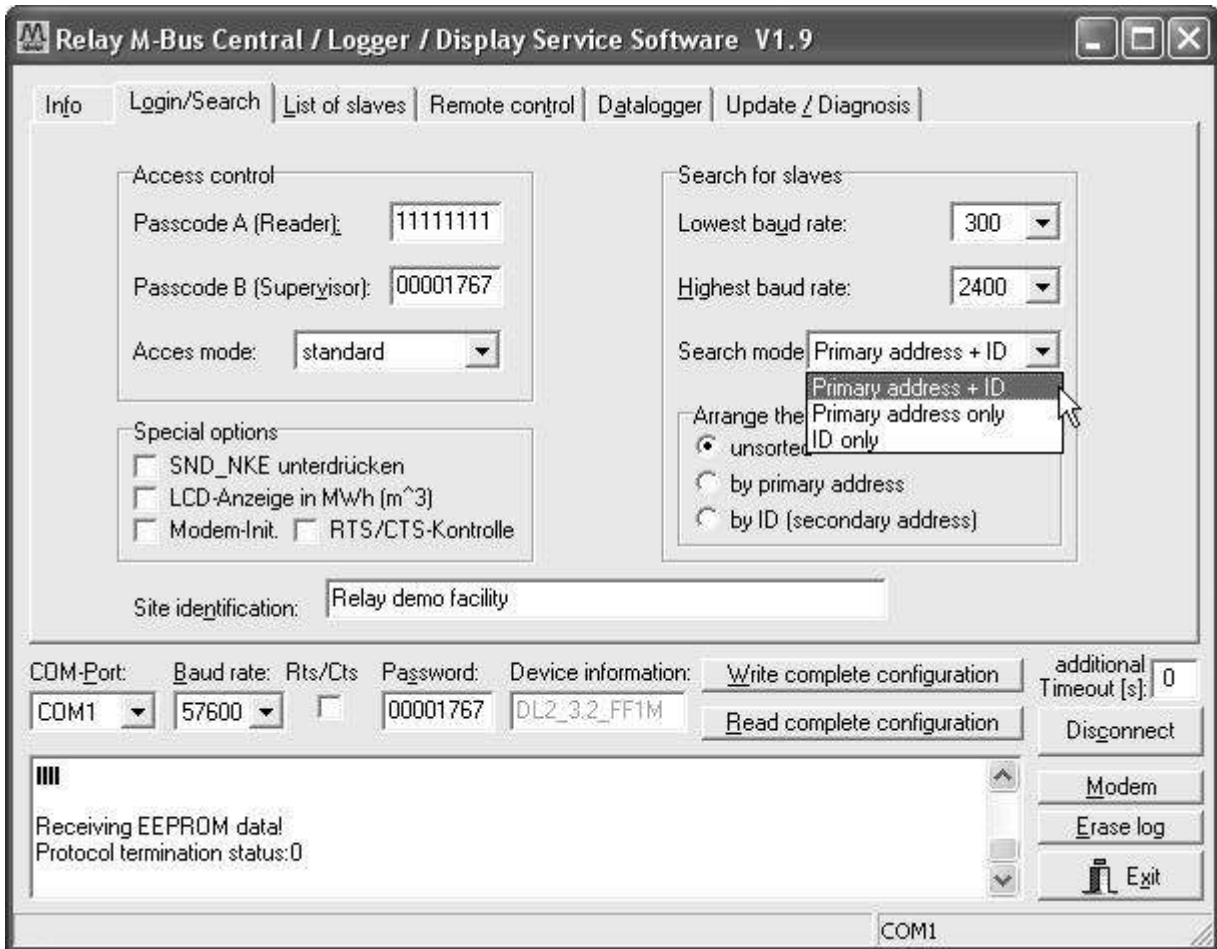 Relay M-Bus Central / Logger / Display Service Software V1.9
Info Login/Search List of slaves Remote control Datalogger Update / Diagnosis
Access control
Passcode A (Reader): 11111111
Passcode B (Supervisor): 00001767
Acces mode: standard
Special options
SND_NKE unterdrücken
LCD-Anzeige in MWh (m^3)
Modem-Init. RTS/CTS-Kontrolle
Search for slaves
Lowest baud rate: 300
Highest baud rate: 2400
Search mode Primary address + ID
Primary address + ID
Primary address only
ID only
Arrange the
unsorted
by primary address
by ID (secondary address)
Site identification: Relay demo facility
COM-Port: Baud rate: Rts/Cts Password: Device information:
COM1 57600 00001767 DL2_3.2_FF1M
Write complete configuration
Read complete configuration
additional
Timeout [s]: 0
Disconnect
Receiving EEPROM data!
Protocol termination status:0
Modem
Erase log
Exit
COM1